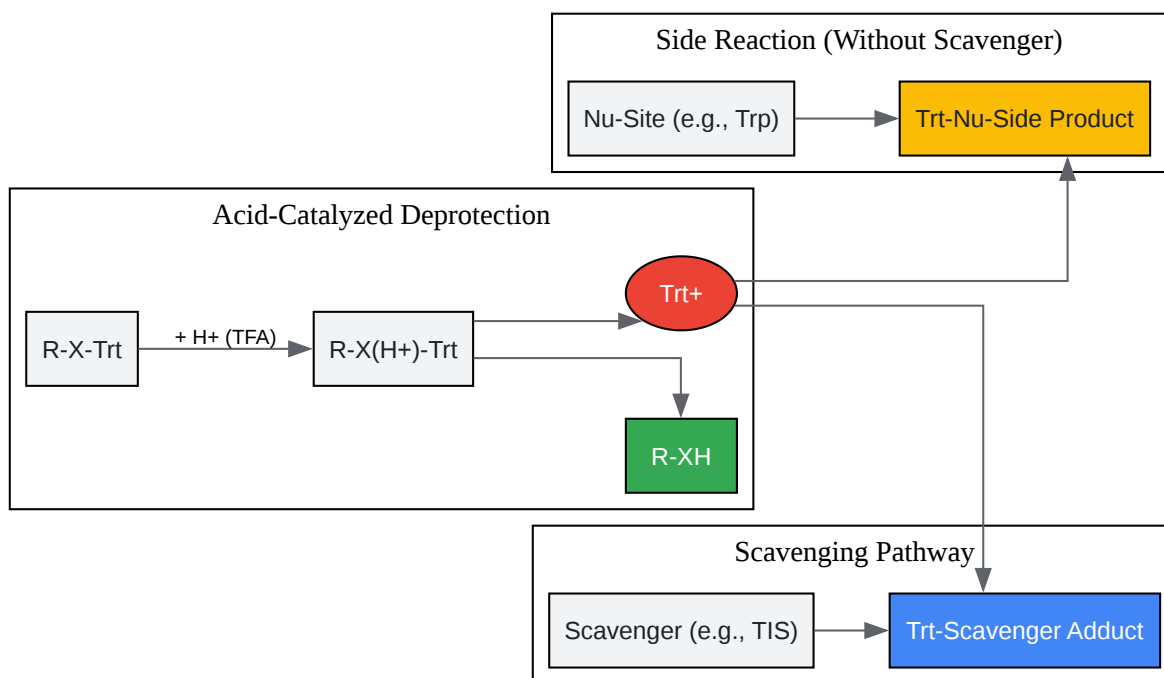 Side Reaction (Without Scavenger)
Nu-Site (e.g., Trp)
Trt-Nu-Side Product
Acid-Catalyzed Deprotection
R-X-Trt
+ H+ (TFA)
R-X(H+)-Trt
Trt+
R-XH
Scavenging Pathway
Scavenger (e.g., TIS)
Trt-Scavenger Adduct